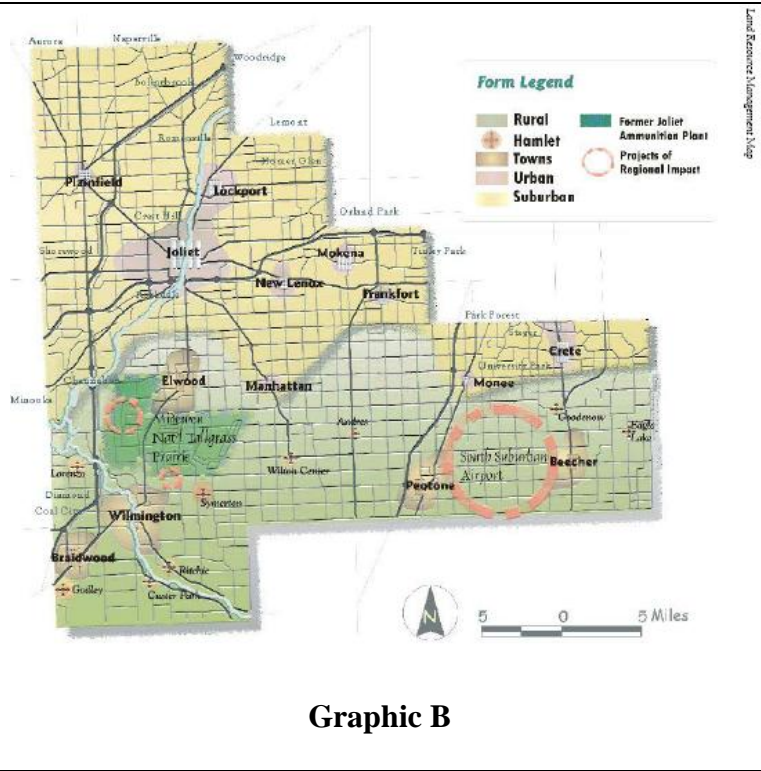 Land Resource Management Map
Aurora
Naperville
Woodridge
Bolingbrook
Lemont
Romeoville
Homer Glen
Plainfield
Lockport
Crest Hill
Orland Park
Shorewood
Joliet
Mokena
Tinley Park
New Lenox
Rockdale
Frankfort
Park Forest
Steger
Crete
University Park
Channahon
Elwood
Manhattan
Monee
Minooka
Midewin
Nat'l Tallgrass
Prairie
Andres
Goodenow
Eagle
Lake
Lorenzo
Wilton Center
South Suburban
Airport
Beecher
Peotone
Diamond
Symerton
Coal City
Wilmington
Braidwood
Ritchie
Godley
Custer Park
Form Legend
Rural
Hamlet
Towns
Urban
Suburban
Former Joliet
Ammunition Plant
Projects of
Regional Impact
N
5 0 5 Miles
Graphic B